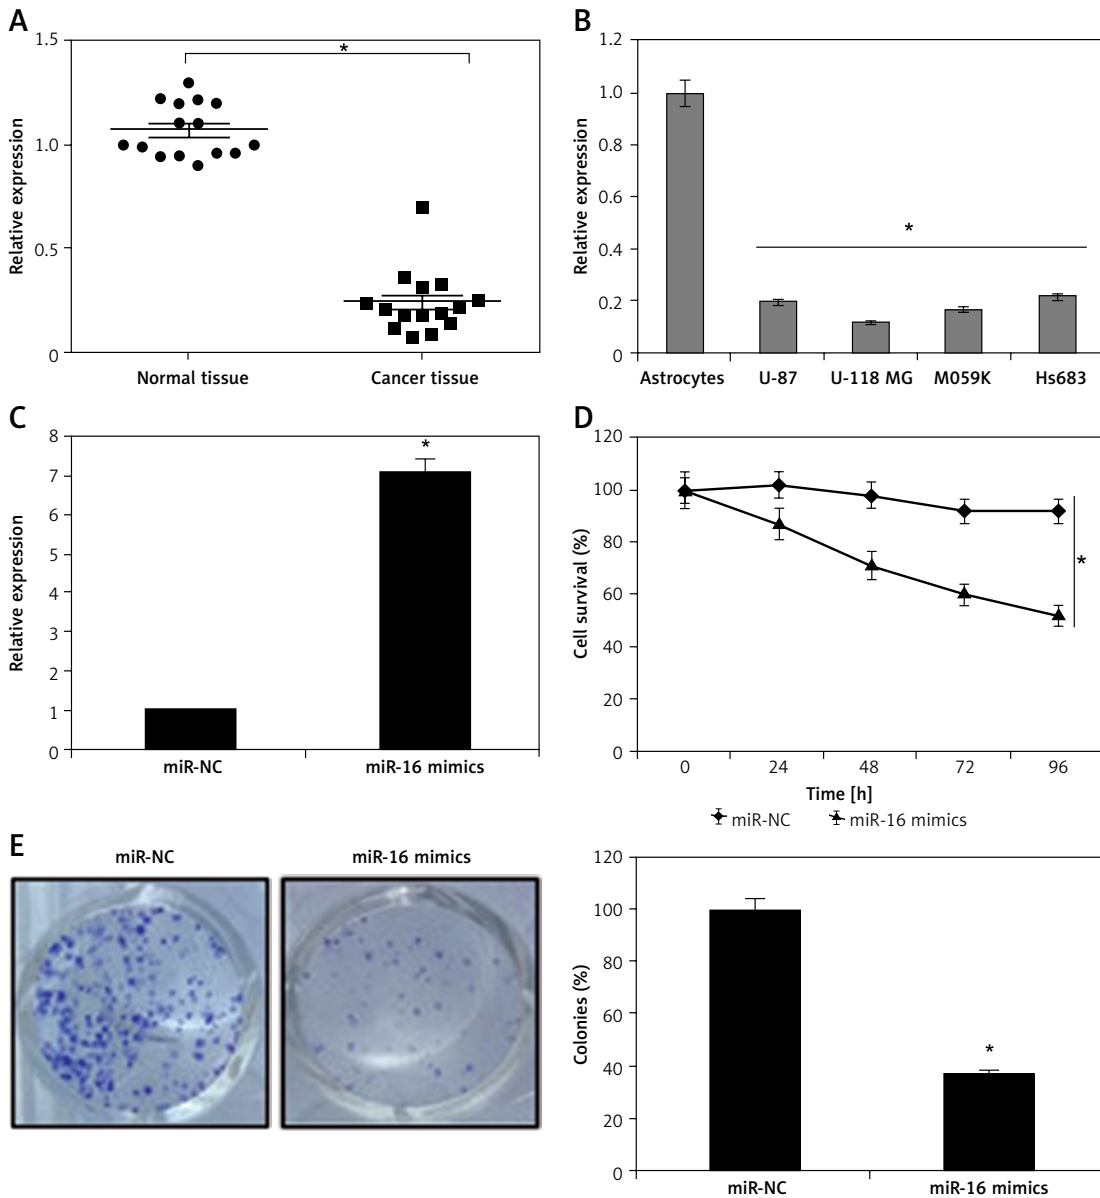 A
1.5
1.0
0.5
0
Relative expression
*
Normal tissue
Cancer tissue
B
1.2
1.0
0.8
0.6
0.4
0.2
0
Relative expression
*
Astrocytes
U-87
U-118 MG
M059K
Hs683
C
8
7
6
5
4
3
2
1
0
Relative expression
*
miR-NC
miR-16 mimics
D
120
100
80
60
40
20
0
Cell survival (%)
*
0
24
48
72
96
Time [h]
miR-NC
miR-16 mimics
E
miR-NC
miR-16 mimics
120
100
80
60
40
20
0
Colonies (%)
*
miR-NC
miR-16 mimics